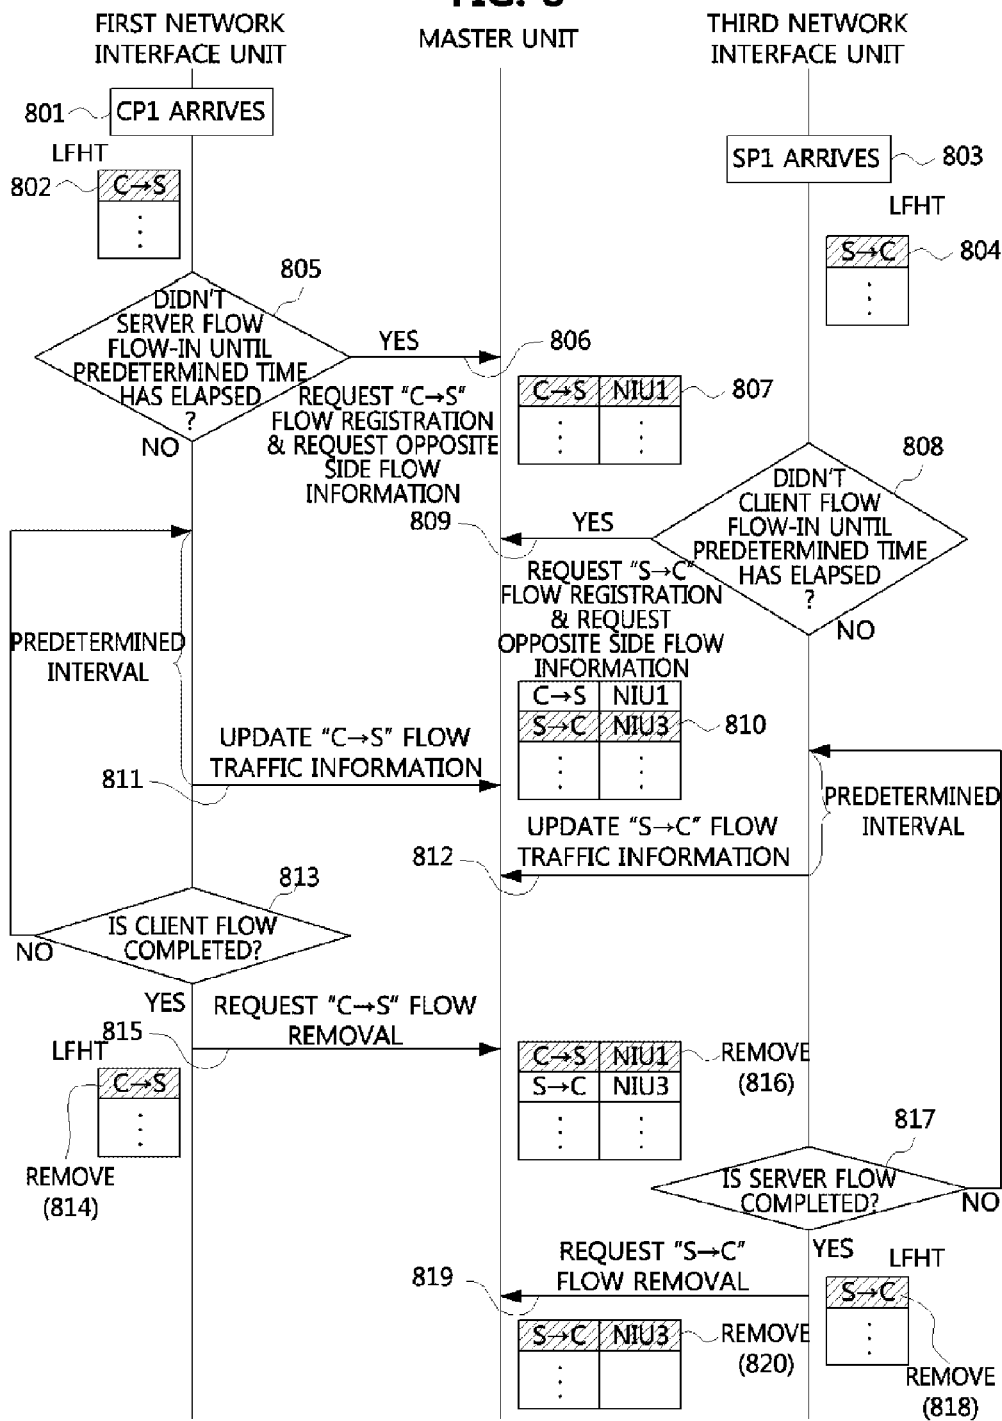 FIRST NETWORK
INTERFACE UNIT
MASTER UNIT
THIRD NETWORK
INTERFACE UNIT
801
CP1 ARRIVES
SP1 ARRIVES
803
LFHT
802
C→S
LFHT
S→C
804
805
DIDN'T
SERVER FLOW
FLOW-IN UNTIL
PREDETERMINED TIME
HAS ELAPSED
?
YES
806
NO
REQUEST "C→S"
FLOW REGISTRATION
& REQUEST OPPOSITE
SIDE FLOW
INFORMATION
C→S NIU1
807
808
DIDN'T
CLIENT FLOW
FLOW-IN UNTIL
PREDETERMINED TIME
HAS ELAPSED
?
YES
809
NO
REQUEST "S→C"
FLOW REGISTRATION
& REQUEST
OPPOSITE SIDE FLOW
INFORMATION
PREDETERMINED
INTERVAL
C→S NIU1
S→C NIU3
810
UPDATE "C→S" FLOW
TRAFFIC INFORMATION
811
PREDETERMINED
INTERVAL
UPDATE "S→C" FLOW
TRAFFIC INFORMATION
812
813
IS CLIENT FLOW
COMPLETED?
NO
YES
REQUEST "C→S" FLOW
REMOVAL
815
LFHT
C→S
REMOVE
(814)
C→S NIU1
S→C NIU3
REMOVE
(816)
817
IS SERVER FLOW
COMPLETED?
NO
YES
REQUEST "S→C"
FLOW REMOVAL
819
LFHT
S→C
REMOVE
(818)
S→C NIU3
REMOVE
(820)